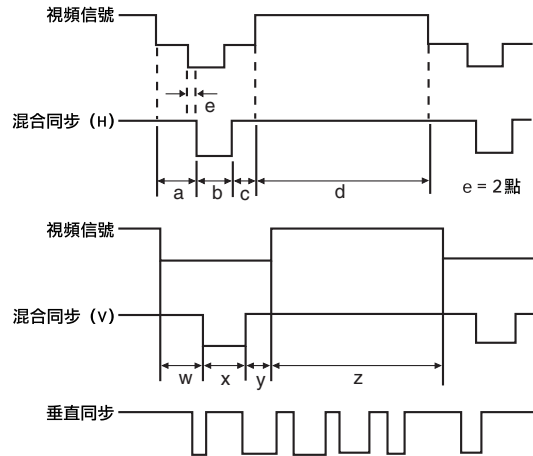 視頻信號
e
混合同步（H）
a b c d e = 2 點
視頻信號
混合同步（V）
w x y z
垂直同步